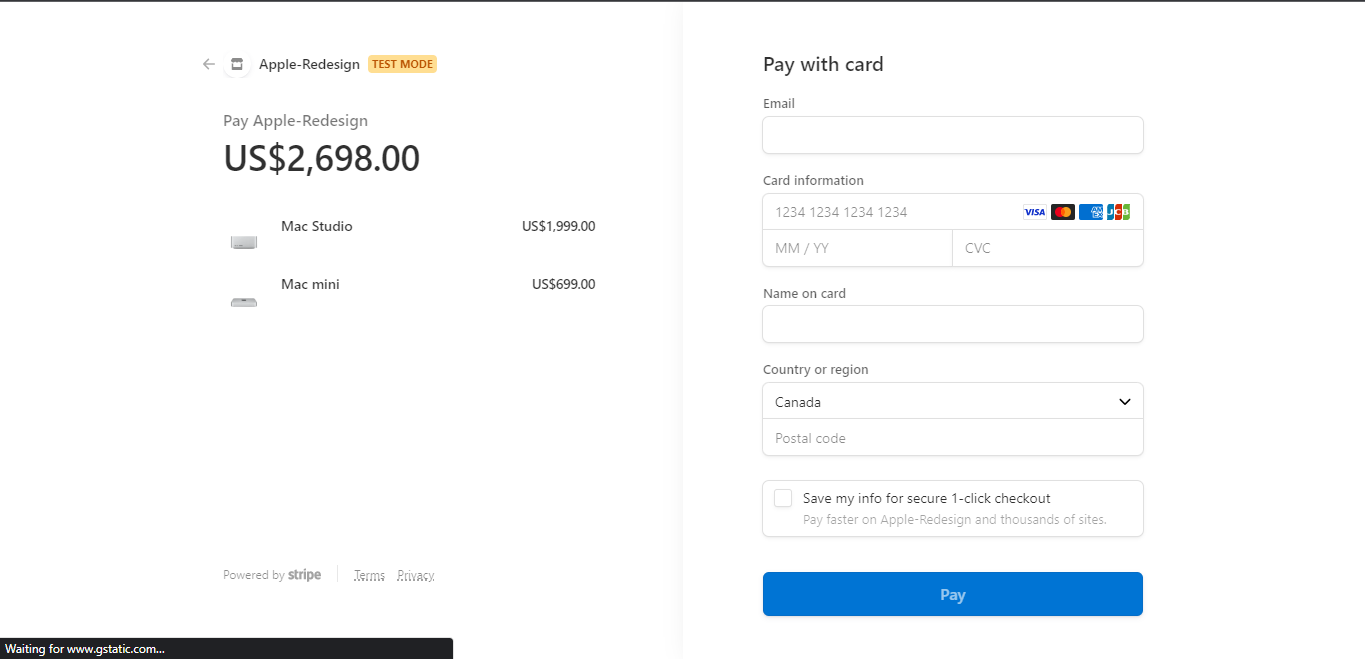 Apple-Redesign TEST MODE
Pay Apple-Redesign
US$2,698.00
Mac Studio US$1,999.00
Mac mini US$699.00
Powered by stripe Terms Privacy
Pay with card
Email
Card information
1234 1234 1234 1234 VISA AMEX JCB
MM / YY CVC
Name on card
Country or region
Canada
Postal code
Save my info for secure 1-click checkout
Pay faster on Apple-Redesign and thousands of sites.
Pay
Waiting for www.gstatic.com...